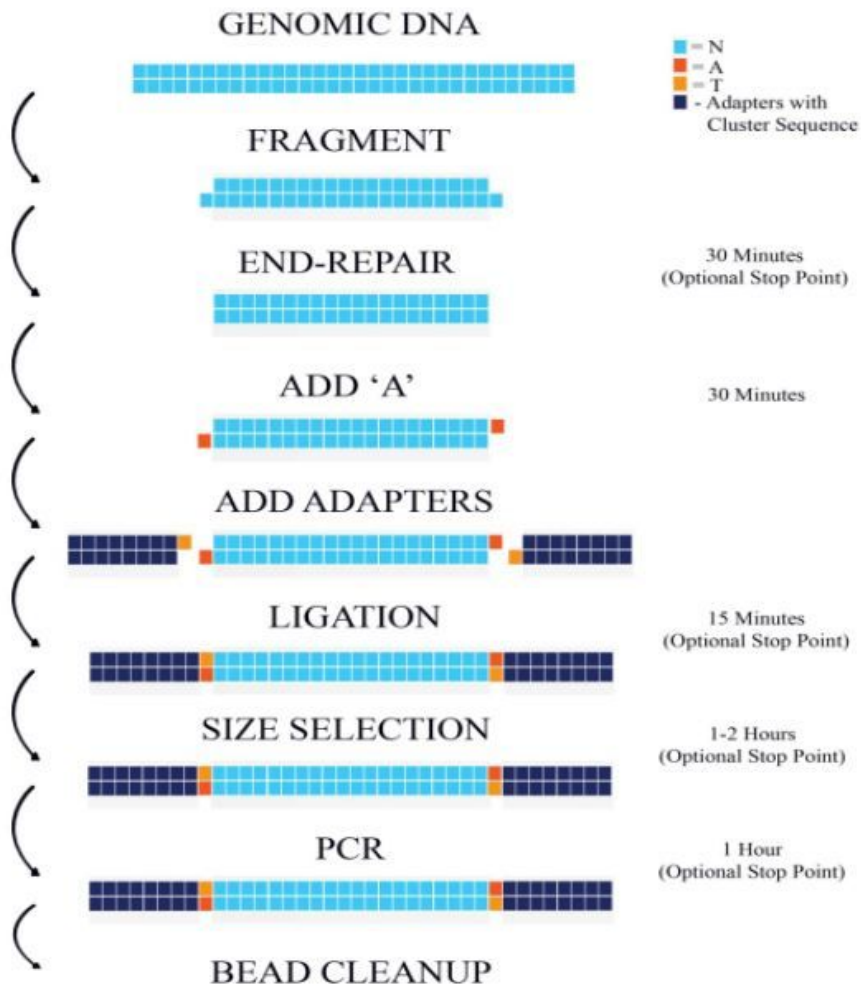 GENOMIC DNA
= N
= A
= T
- Adapters with
Cluster Sequence
FRAGMENT
END-REPAIR
30 Minutes
(Optional Stop Point)
ADD ‘A’
30 Minutes
ADD ADAPTERS
LIGATION
15 Minutes
(Optional Stop Point)
SIZE SELECTION
1-2 Hours
(Optional Stop Point)
PCR
1 Hour
(Optional Stop Point)
BEAD CLEANUP